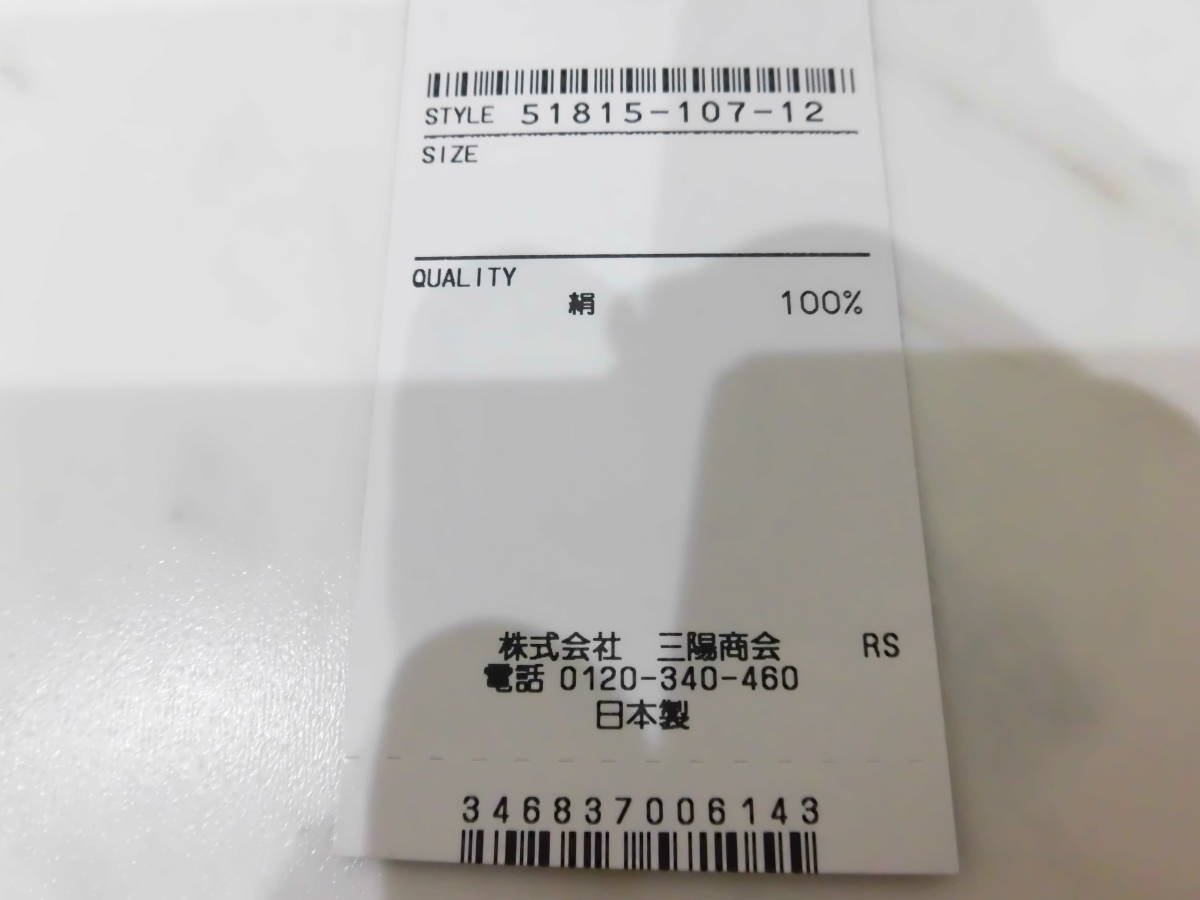 STYLE 51815-107-12
SIZE
QUALITY
絹 100%
株式会社 三陽商会 RS
電話 0120-340-460
日本製
346837006143